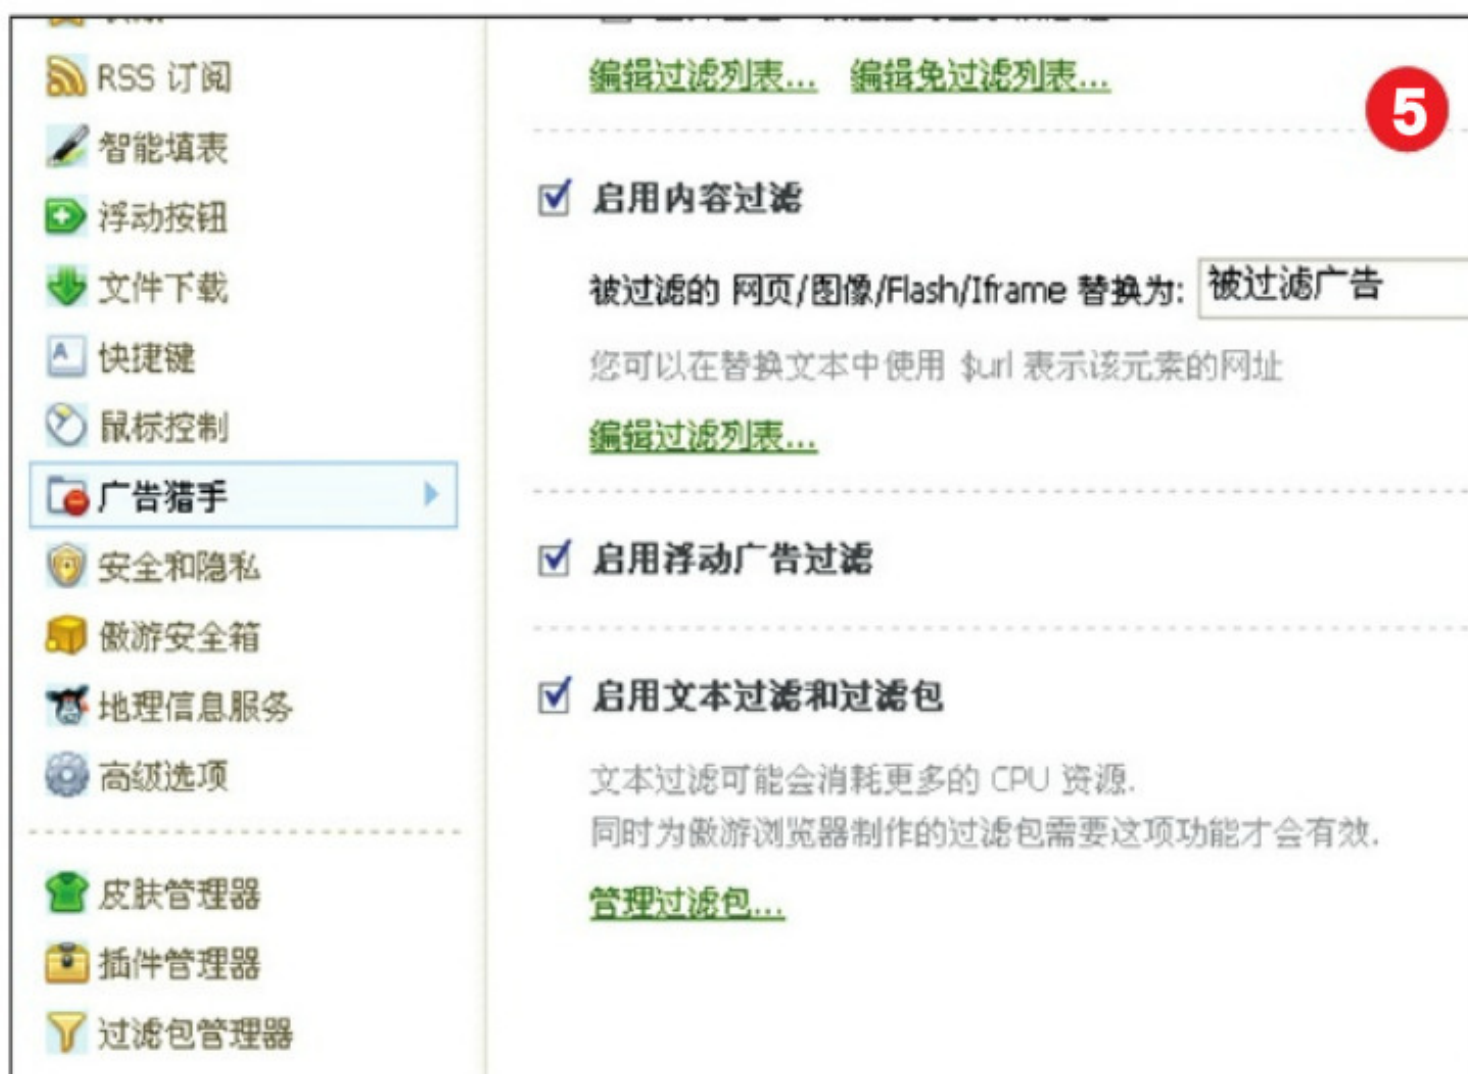 RSS 订阅
智能填表
浮动按钮
文件下载
快捷键
鼠标控制
广告猎手
安全和隐私
傲游安全箱
地理信息服务
高级选项
皮肤管理器
插件管理器
过滤包管理器
编辑过滤列表... 编辑免过滤列表...
5
启用内容过滤
被过滤的 网页/图像/Flash/Iframe 替换为: 被过滤广告
您可以在替换文本中使用 $url 表示该元素的网址
编辑过滤列表...
启用浮动广告过滤
启用文本过滤和过滤包
文本过滤可能会消耗更多的 CPU 资源.
同时为傲游浏览器制作的过滤包需要这项功能才会有效.
管理过滤包...